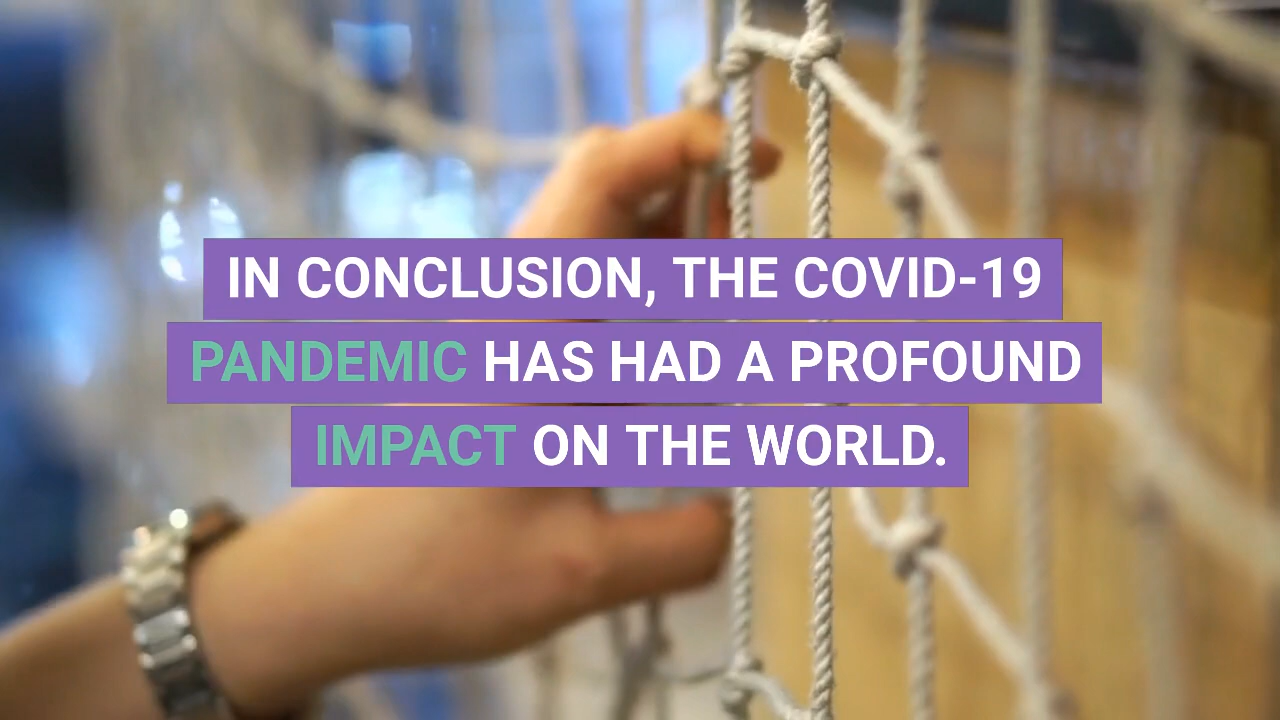 IN CONCLUSION, THE COVID-19
PANDEMIC HAS HAD A PROFOUND
IMPACT ON THE WORLD.